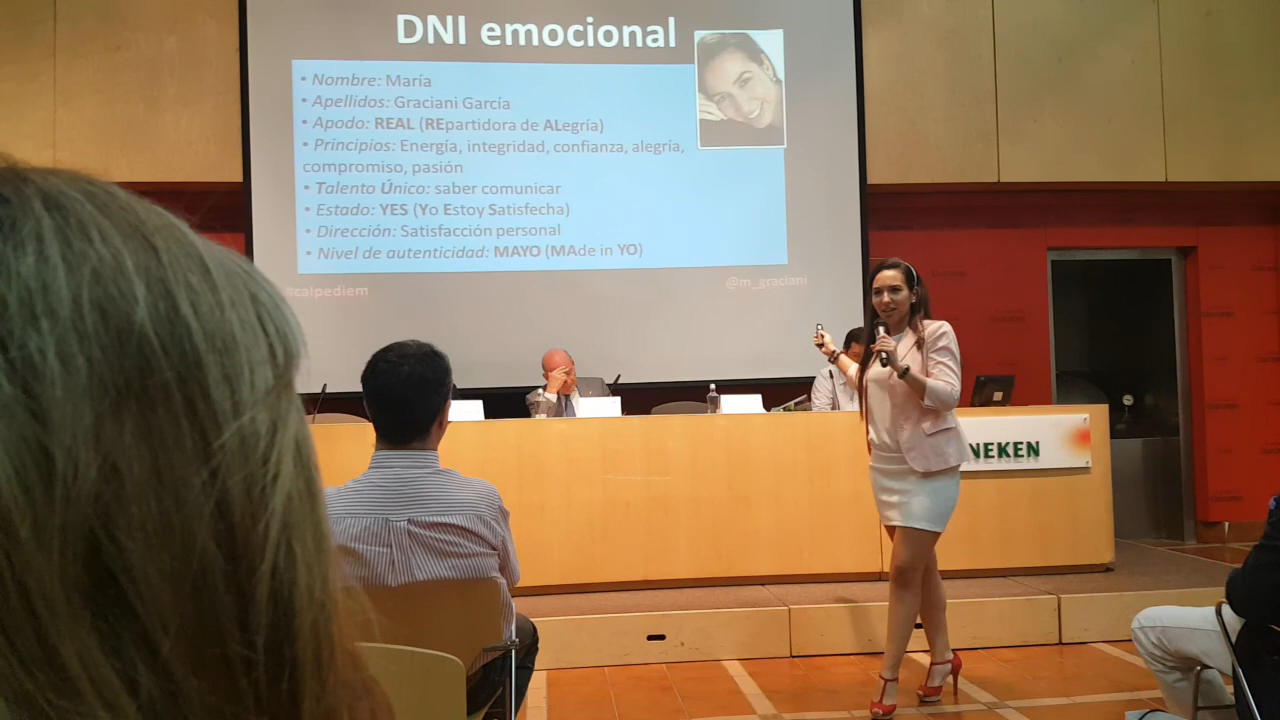 DNI emocional
• Nombre: María
• Apellidos: Graciani García
• Apodo: REAL (REpartidora de ALegría)
• Principios: Energía, integridad, confianza, alegría,
compromiso, pasión
• Talento Único: saber comunicar
• Estado: YES (Yo Estoy Satisfecha)
• Dirección: Satisfacción personal
• Nivel de autenticidad: MAYO (MAde in YO)
#calpediem
@m_graciani
NEKEN